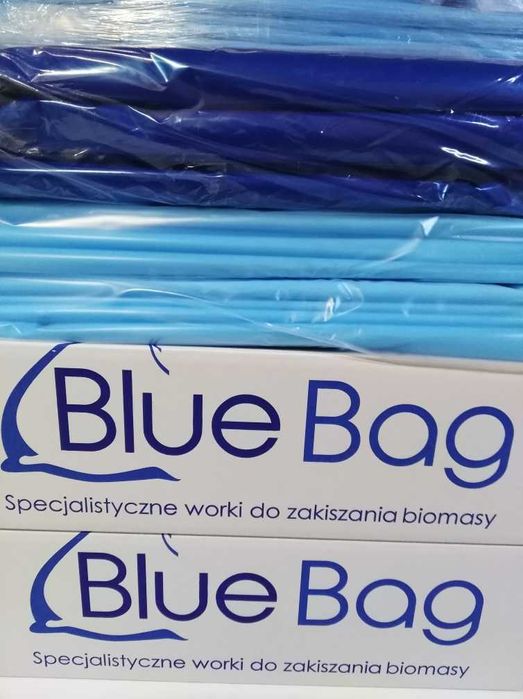 Blue Bag
Specjalistyczne worki do zakiszania biomasy
Blue Bag
Specjalistyczne worki do zakiszania biomasy